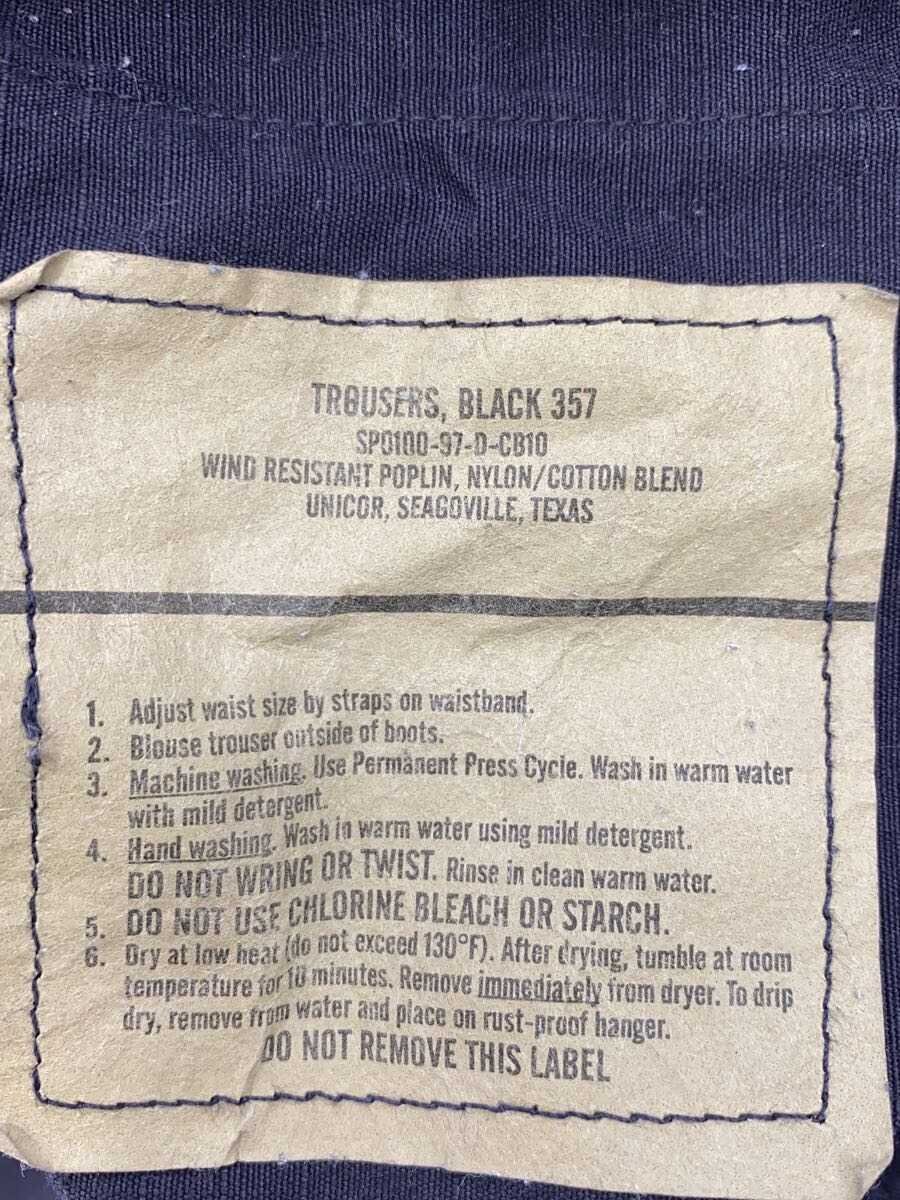 TROUSERS, BLACK 357
SP0100-97-D-CB10
WIND RESISTANT POPLIN, NYLON/COTTON BLEND
UNICOR, SEAGOVILLE, TEXAS
1. Adjust waist size by straps on waistband.
2. Blouse trouser outside of boots.
3. Machine washing. Use Permanent Press Cycle. Wash in warm water
with mild detergent.
4. Hand washing. Wash in warm water using mild detergent.
DO NOT WRING OR TWIST. Rinse in clean warm water.
5. DO NOT USE CHLORINE BLEACH OR STARCH.
6. Dry at low heat (do not exceed 130°F). After drying, tumble at room
temperature for 10 minutes. Remove immediately from dryer. To drip
dry, remove from water and place on rust-proof hanger.
DO NOT REMOVE THIS LABEL